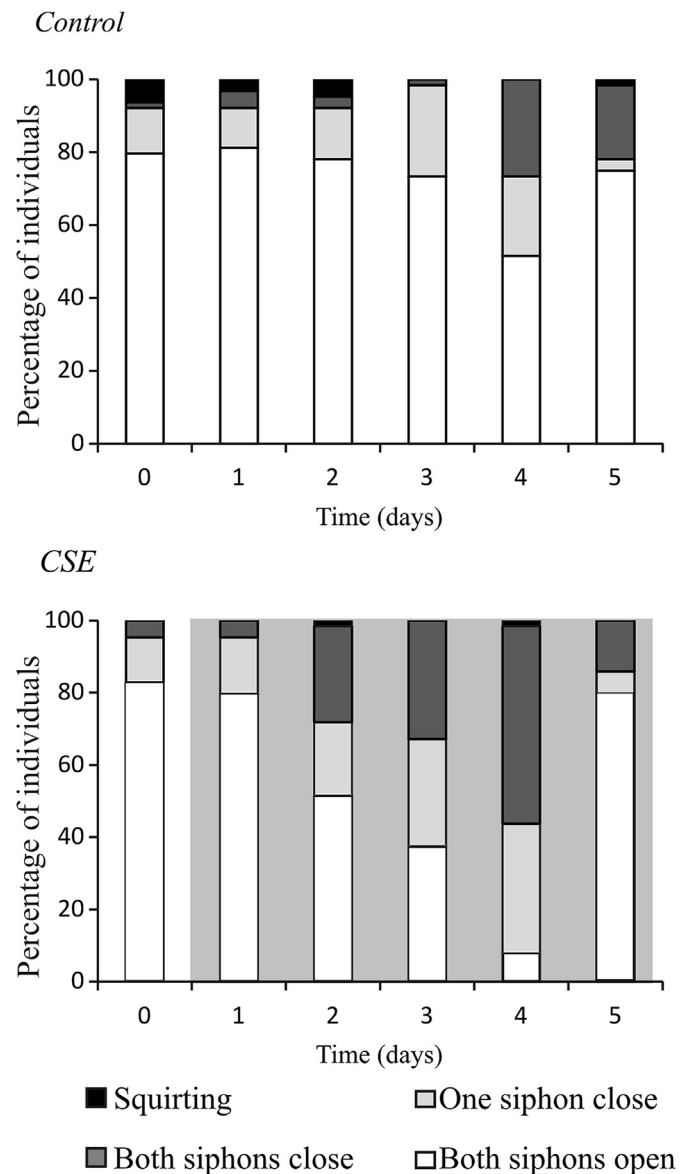 Control
Percentage of individuals
100
80
60
40
20
0
0 1 2 3 4 5
Time (days)
CSE
Percentage of individuals
100
80
60
40
20
0
0 1 2 3 4 5
Time (days)
Squirting One siphon close
Both siphons close Both siphons open